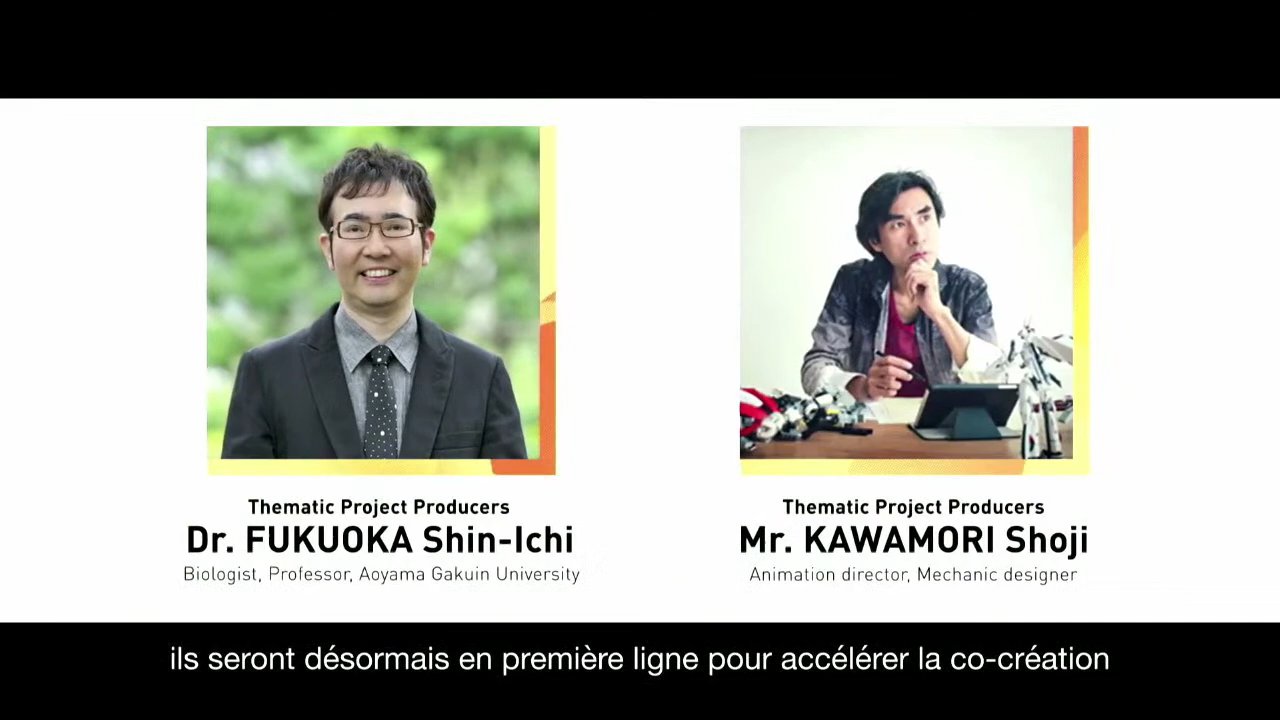 Thematic Project Producers
Dr. FUKUOKA Shin-Ichi
Biologist, Professor, Aoyama Gakuin University
Thematic Project Producers
Mr. KAWAMORI Shoji
Animation director, Mechanic designer
ils seront désormais en première ligne pour accélérer la co-création